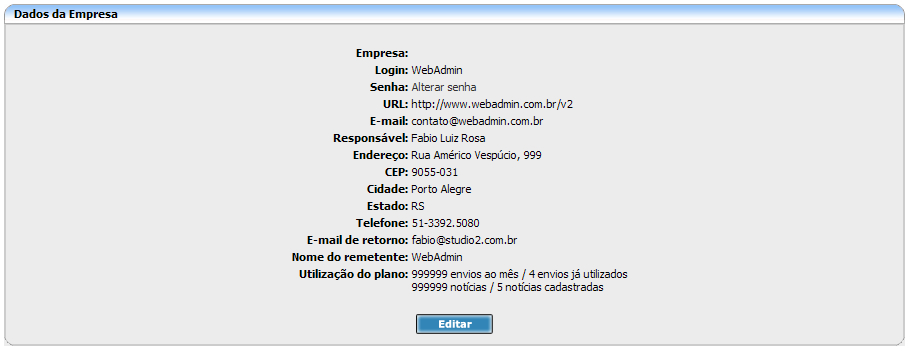 Dados da Empresa
Empresa:
Login: WebAdmin
Senha: Alterar senha
URL: http://www.webadmin.com.br/v2
E-mail: contato@webadmin.com.br
Responsável: Fabio Luiz Rosa
Endereço: Rua Américo Vespúcio, 999
CEP: 9055-031
Cidade: Porto Alegre
Estado: RS
Telefone: 51-3392.5080
E-mail de retorno: fabio@studio2.com.br
Nome do remetente: WebAdmin
Utilização do plano: 999999 envios ao mês / 4 envios já utilizados
999999 notícias / 5 notícias cadastradas
Editar